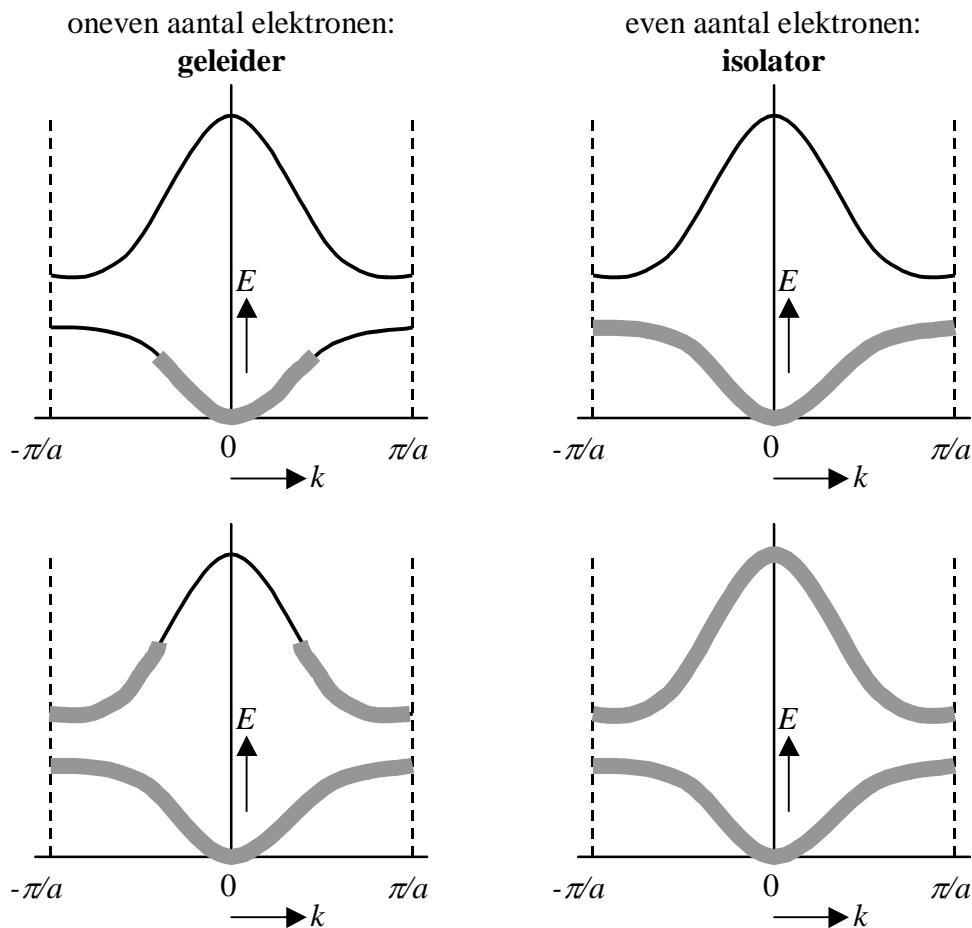 oneven aantal elektronen:
geleider
even aantal elektronen:
isolator
E
-π/a
0
π/a
k
E
-π/a
0
π/a
k
E
-π/a
0
π/a
k
E
-π/a
0
π/a
k